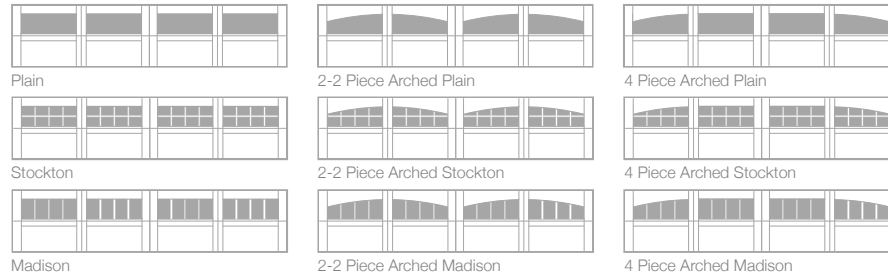 Plain
2-2 Piece Arched Plain
4 Piece Arched Plain
Stockton
2-2 Piece Arched Stockton
4 Piece Arched Stockton
Madison
2-2 Piece Arched Madison
4 Piece Arched Madison